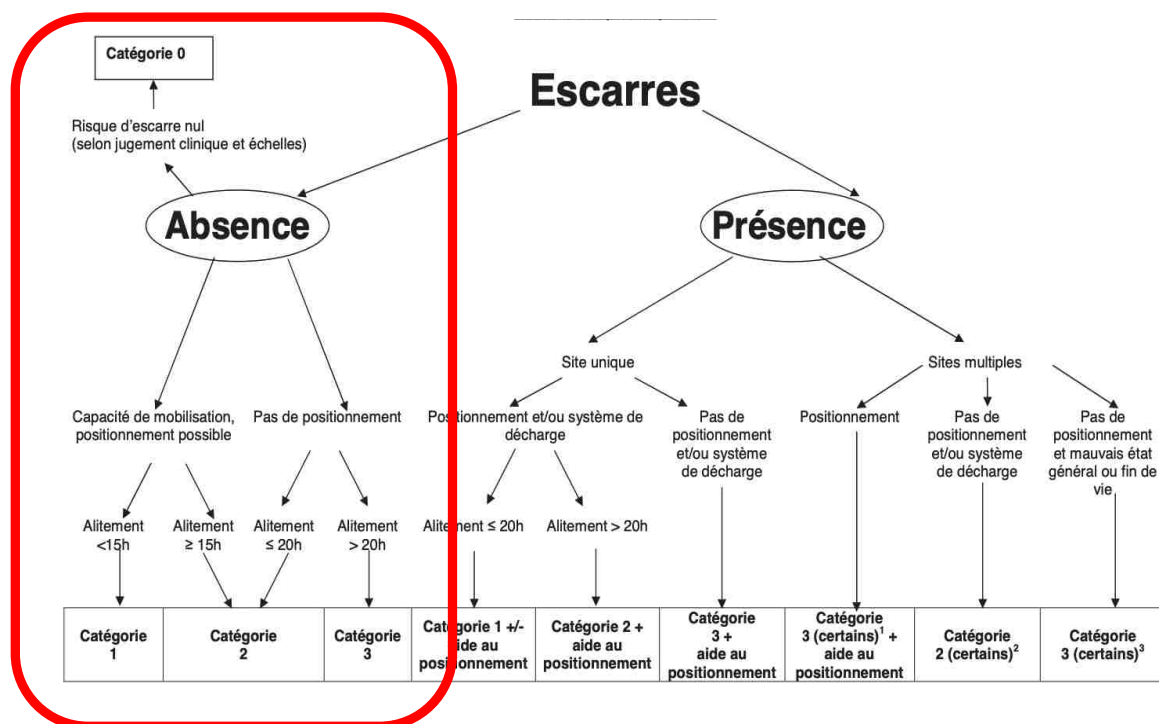 Catégorie 0
Escarres
Risque d'escarre nul
(selon jugement clinique et échelles)
Absence
Présence
Site unique
Sites multiples
Capacité de mobilisation,
positionnement possible
Pas de positionnement
Positionnement et/ou système de
décharge
Pas de
positionnement
et/ou système
de décharge
Positionnement
Pas de
positionnement
et/ou système
de décharge
Pas de
positionnement
et mauvais état
général ou fin de
vie
Alitement
<15h
Alitement
≥ 15h
Alitement
≤ 20h
Alitement
> 20h
Alitement ≤ 20h
Alitement > 20h
Catégorie
1
Catégorie
2
Catégorie
3
Catégorie 1 +/-
aide au
positionnement
Catégorie 2 +
aide au
positionnement
Catégorie
3 +
aide au
positionnement
Catégorie
3 (certains)¹ +
aide au
positionnement
Catégorie
2 (certains)²
Catégorie
3 (certains)³